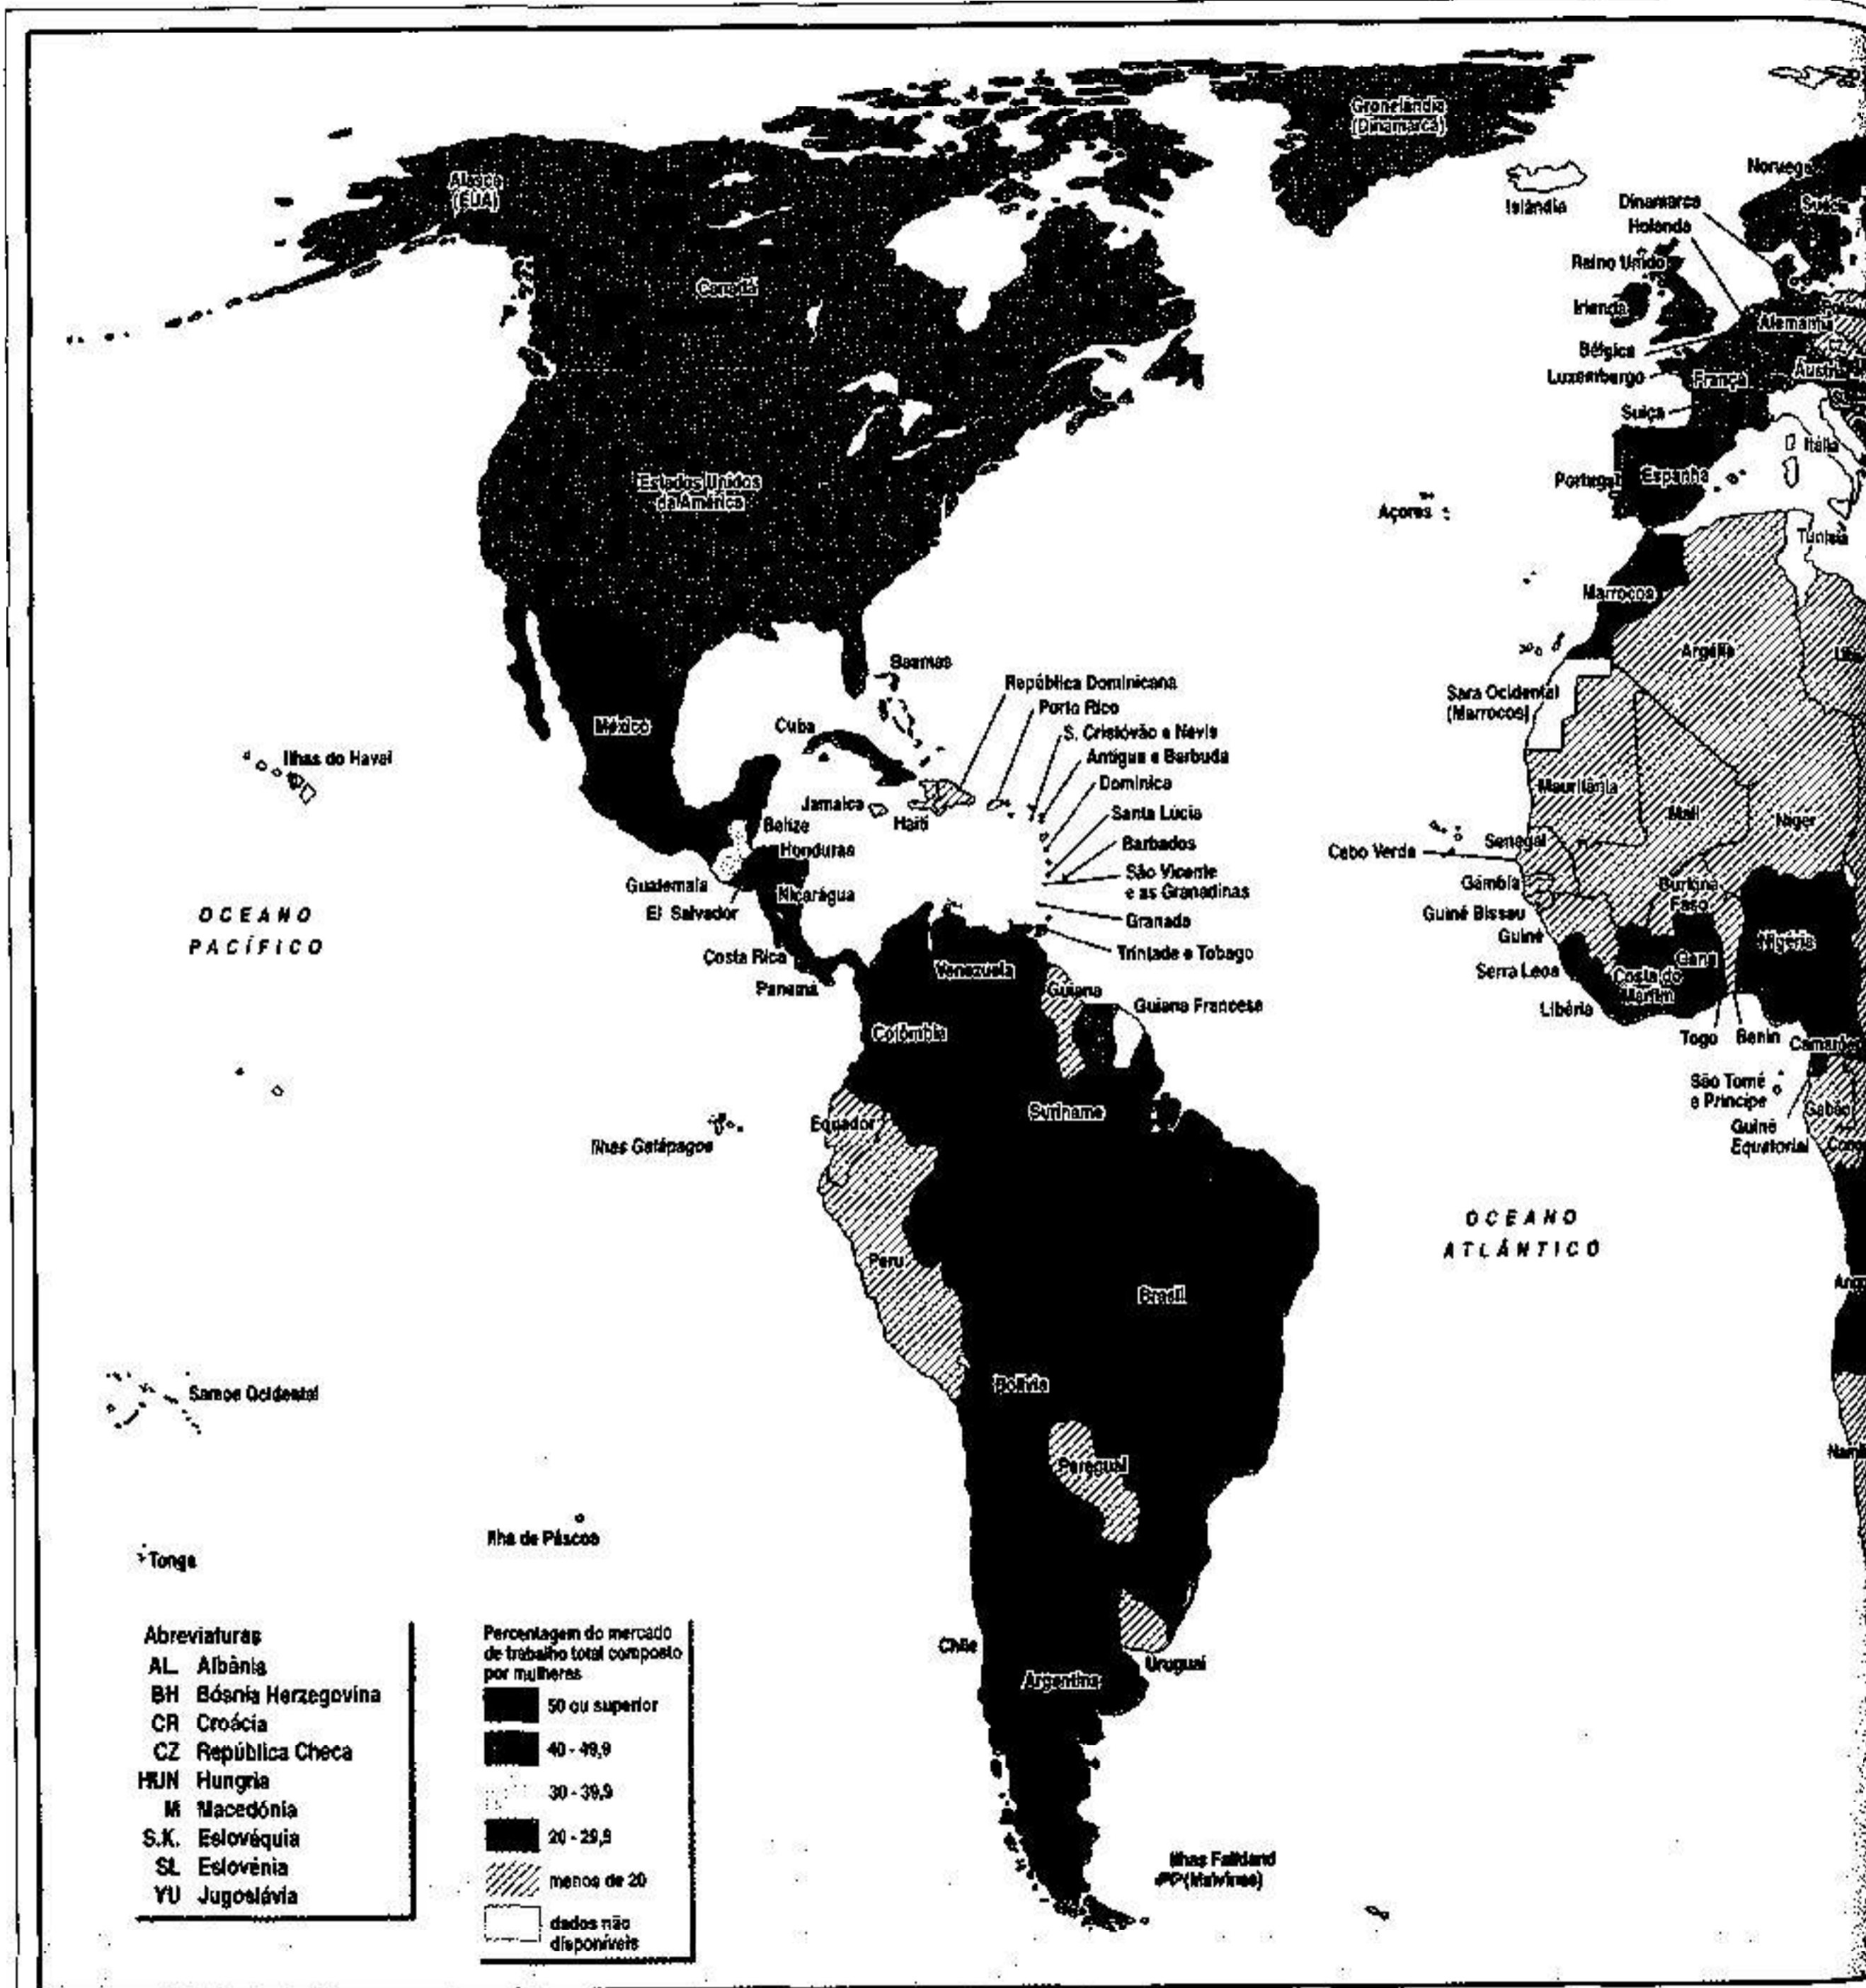 Gronelândia
(Dinamarca)
Alasca
(EUA)
Islândia
Noruega
Suécia
Dinamarca
Holanda
Reino Unido
Irlanda
Alemanha
Canadá
Bélgica
CZ
Luxemburgo
França
Suíça
Itália
Estados Unidos
da América
Portugal
Espanha
Açores
Tunísia
Marrocos
Argélia
Baamas
República Dominicana
Porto Rico
S. Cristóvão e Nevis
Antígua e Barbuda
Dominica
Santa Lúcia
Barbados
São Vicente
e as Granadinas
Granada
Trintade e Tobago
Sara Ocidental
(Marrocos)
México
Cuba
Ilhas do Havai
Jamaica
Haiti
Belize
Honduras
Guatemala
Nicarágua
El Salvador
Costa Rica
Panamá
Mauritânia
Mali
Niger
Cabo Verde
Senegal
Gâmbia
Burkina
Faso
Guiné Bissau
Guiné
Nigéria
Serra Leoa
Gana
Costa do
Marfim
Libéria
Togo
Benin
São Tomé
e Principe
Gabão
Guiné
Equatorial
OCEANO
PACÍFICO
Venezuela
Guiana
Guiana Francesa
Colômbia
Suriname
Equador
Ilhas Galápagos
Peru
Brasil
OCEANO
ATLÂNTICO
Bolívia
Samoa Ocidental
Paraguai
Ilha de Páscoa
Tonga
Chile
Uruguai
Argentina
Ilhas Falkland
(Malvinas)
Abreviaturas
AL Albânia
BH Bósnia Herzegovina
CR Croácia
CZ República Checa
HUN Hungria
M Macedónia
S.K. Eslováquia
SL Eslovénia
YU Jugoslávia
Percentagem do mercado
de trabalho total composto
por mulheres
50 ou superior
40 - 49,9
30 - 39,9
20 - 29,9
menos de 20
dados não
disponíveis